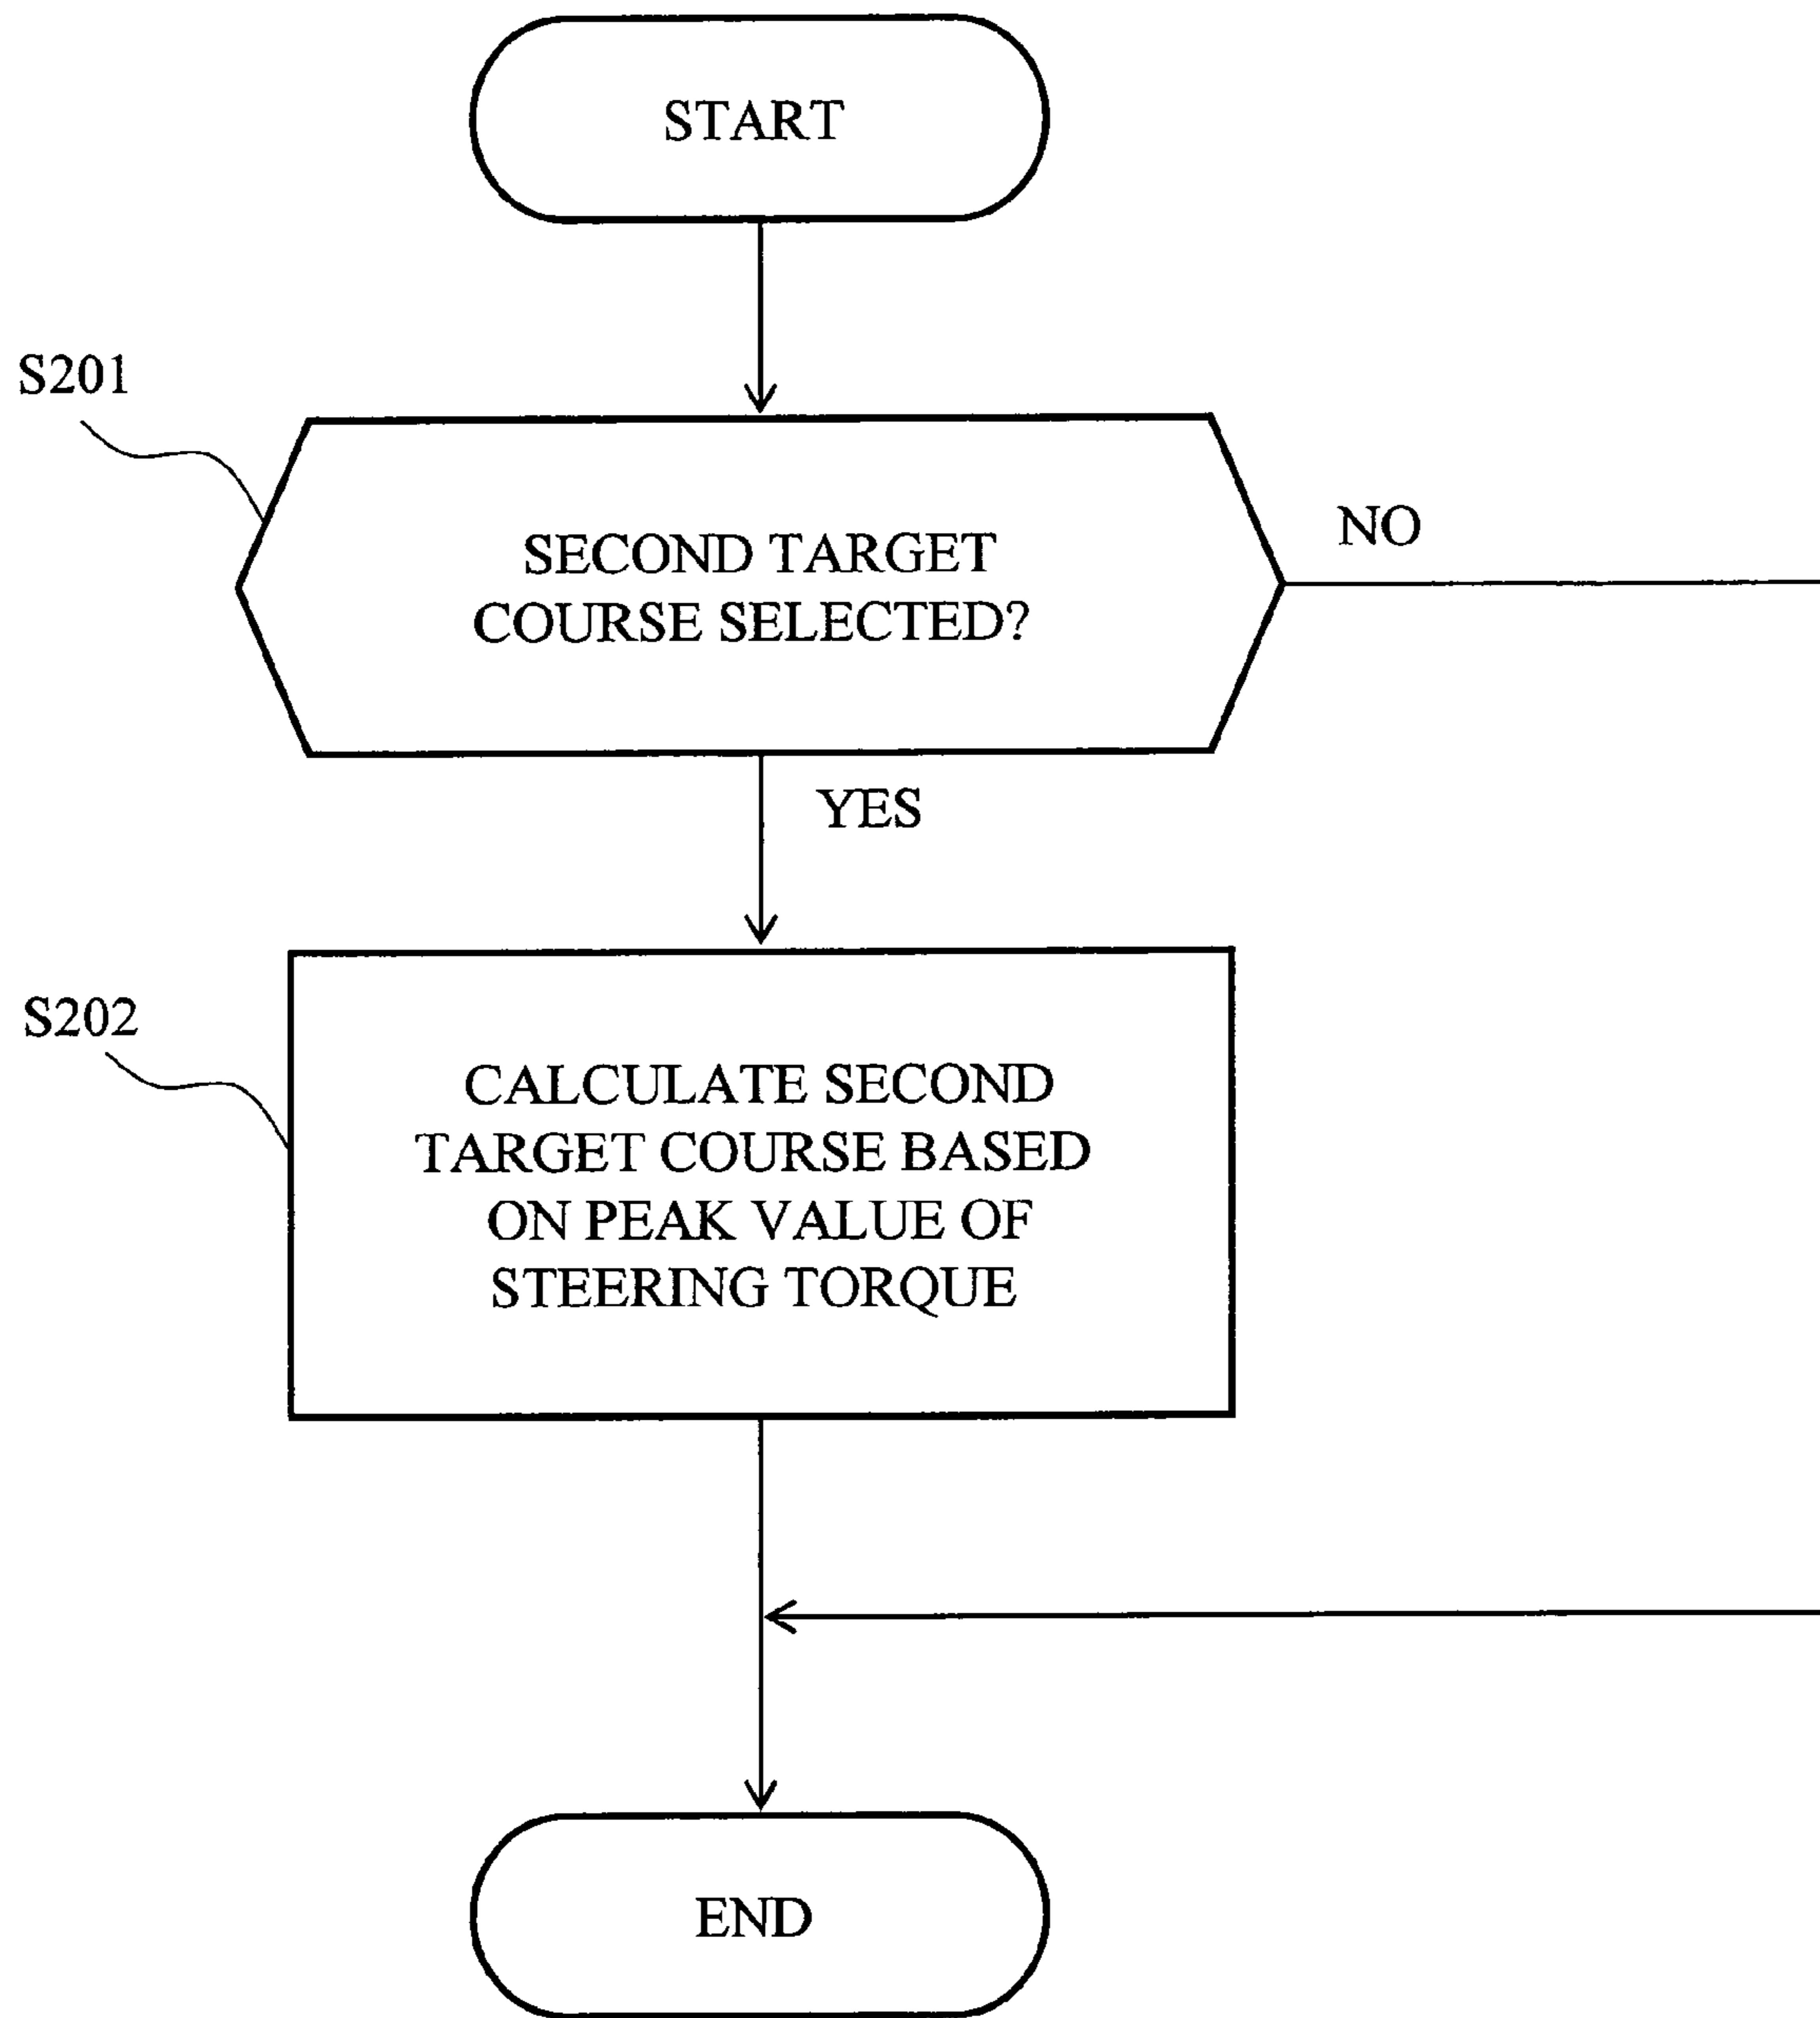 START
S201
SECOND TARGET
COURSE SELECTED?
NO
YES
S202
CALCULATE SECOND
TARGET COURSE BASED
ON PEAK VALUE OF
STEERING TORQUE
END